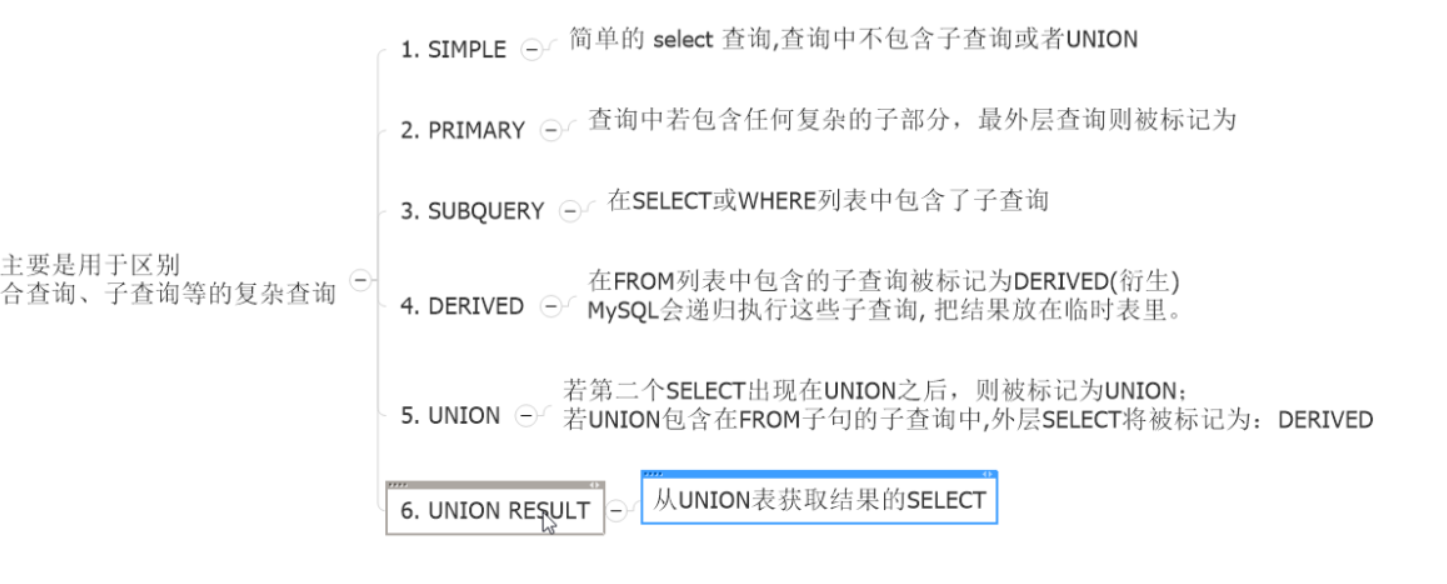 1. SIMPLE
简单的 select 查询,查询中不包含子查询或者UNION
2. PRIMARY
查询中若包含任何复杂的子部分，最外层查询则被标记为
3. SUBQUERY
在SELECT或WHERE列表中包含了子查询
主要是用于区别
合查询、子查询等的复杂查询
4. DERIVED
在FROM列表中包含的子查询被标记为DERIVED(衍生)
MySQL会递归执行这些子查询, 把结果放在临时表里。
5. UNION
若第二个SELECT出现在UNION之后，则被标记为UNION；
若UNION包含在FROM子句的子查询中,外层SELECT将被标记为：DERIVED
6. UNION RESULT
从UNION表获取结果的SELECT